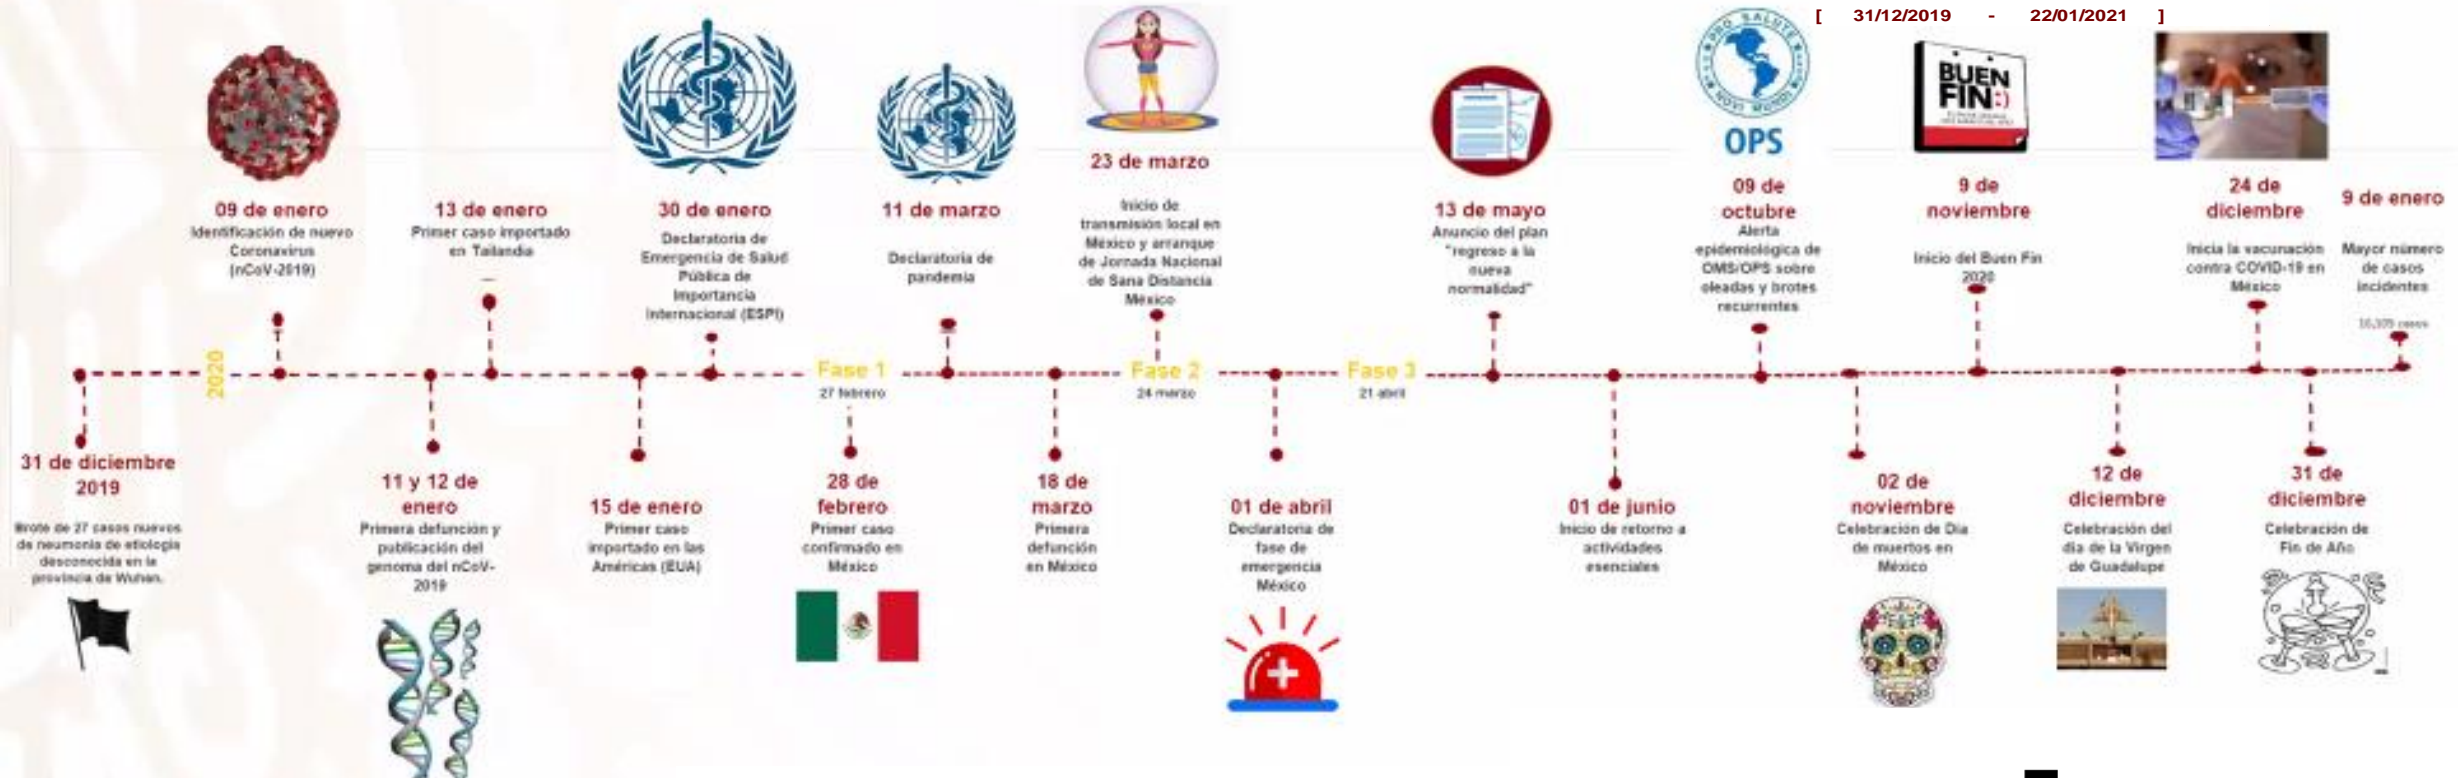 [ 31/12/2019 - 22/01/2021 ]
PRO SALUTE
NOVI MUNDI
OPS
BUEN
FIN:)
09 de enero
Identificación de nuevo
Coronavirus
(nCoV-2019)
13 de enero
Primer caso importado
en Tailandia
30 de enero
Declaratoria de
Emergencia de Salud
Pública de
Importancia
Internacional (ESPI)
11 de marzo
Declaratoria de
pandemia
23 de marzo
Inicio de
transmisión local en
México y arranque
de Jornada Nacional
de Sana Distancia
México
13 de mayo
Anuncio del plan
"regreso a la
nueva
normalidad"
09 de
octubre
Alerta
epidemiológica de
OMS/OPS sobre
oleadas y brotes
recurrentes
9 de
noviembre
Inicio del Buen Fin
2020
24 de
diciembre
Inicia la vacunación
contra COVID-19 en
México
9 de enero
Mayor número
de casos
incidentes
casos
2020
Fase 1
27 febrero
Fase 2
24 marzo
Fase 3
21 abril
31 de diciembre
2019
Brote de 27 casos nuevos
de neumonía de etiología
desconocida en la
provincia de Wuhan.
11 y 12 de
enero
Primera defunción y
publicación del
genoma del nCoV-
2019
15 de enero
Primer caso
importado en las
Américas (EUA)
28 de
febrero
Primer caso
confirmado en
México
18 de
marzo
Primera
defunción
en México
01 de abril
Declaratoria de
fase de
emergencia
México
01 de junio
Inicio de retorno a
actividades
esenciales
02 de
noviembre
Celebración de Dia
de muertos en
México
12 de
diciembre
Celebración del
dia de la Virgen
de Guadalupe
31 de
diciembre
Celebración de
Fin de Año